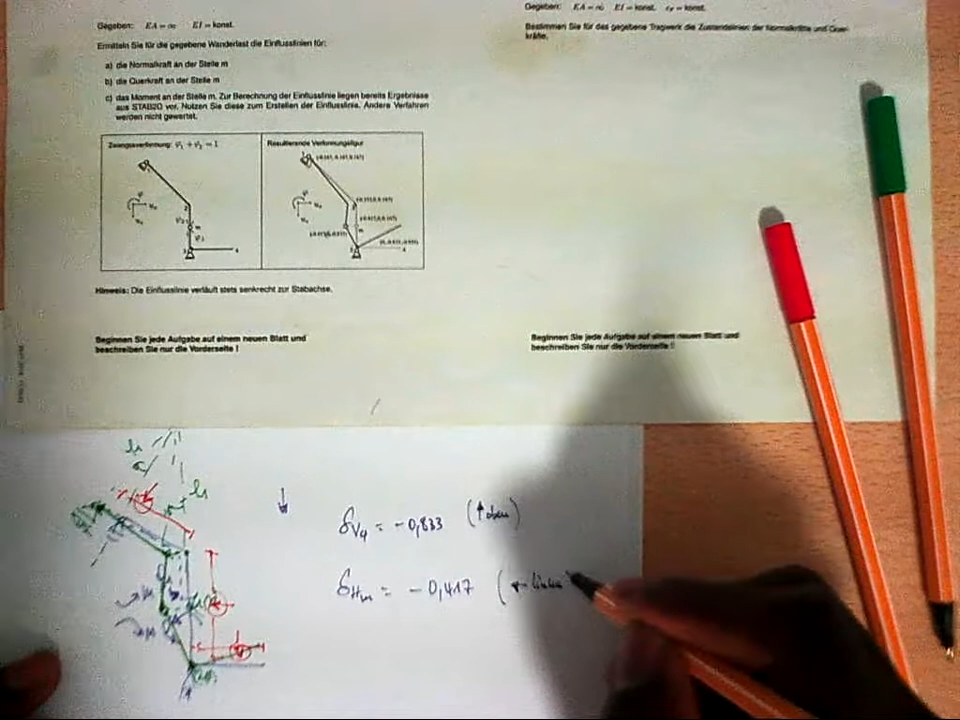 Gegeben: EA = ∞ EI = konst.
Ermitteln Sie für die gegebene Wanderlast die Einflusslinien für:
a) die Normalkraft an der Stelle m
b) die Querkraft an der Stelle m
c) das Moment an der Stelle m. Zur Berechnung der Einflusslinie liegen bereits Ergebnisse
aus STAB2D vor. Nutzen Sie diese zum Erstellen der Einflusslinie. Andere Verfahren
werden nicht gewertet.
Zwangsverformung: φ₁ + φ₂ = 1
Resultierende Verformungsfigur
Hinweis: Die Einflusslinie verläuft stets senkrecht zur Stabachse.
Beginnen Sie jede Aufgabe auf einem neuen Blatt und
beschreiben Sie nur die Vorderseite !
Gegeben: EA = ∞ EI = konst.
Bestimmen Sie für das gegebene Tragwerk die Zustandslinien der Normalkräfte und Quer-
kräfte.
Beginnen Sie jede Aufgabe auf einem neuen Blatt und
beschreiben Sie nur die Vorderseite !
δV4 = -0,833 (↑ oben)
δHm = -0,417 (← links